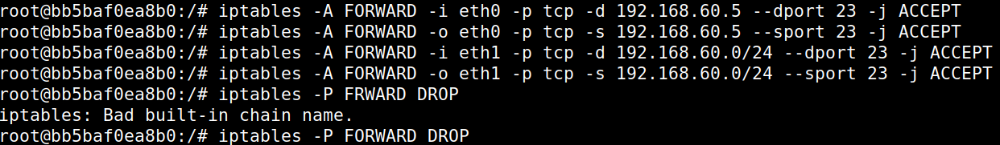 root@bb5baf0ea8b0:/# iptables -A FORWARD -i eth0 -p tcp -d 192.168.60.5 --dport 23 -j ACCEPT
root@bb5baf0ea8b0:/# iptables -A FORWARD -o eth0 -p tcp -s 192.168.60.5 --sport 23 -j ACCEPT
root@bb5baf0ea8b0:/# iptables -A FORWARD -i eth1 -p tcp -d 192.168.60.0/24 --dport 23 -j ACCEPT
root@bb5baf0ea8b0:/# iptables -A FORWARD -o eth1 -p tcp -s 192.168.60.0/24 --sport 23 -j ACCEPT
root@bb5baf0ea8b0:/# iptables -P FRWARD DROP
iptables: Bad built-in chain name.
root@bb5baf0ea8b0:/# iptables -P FORWARD DROP